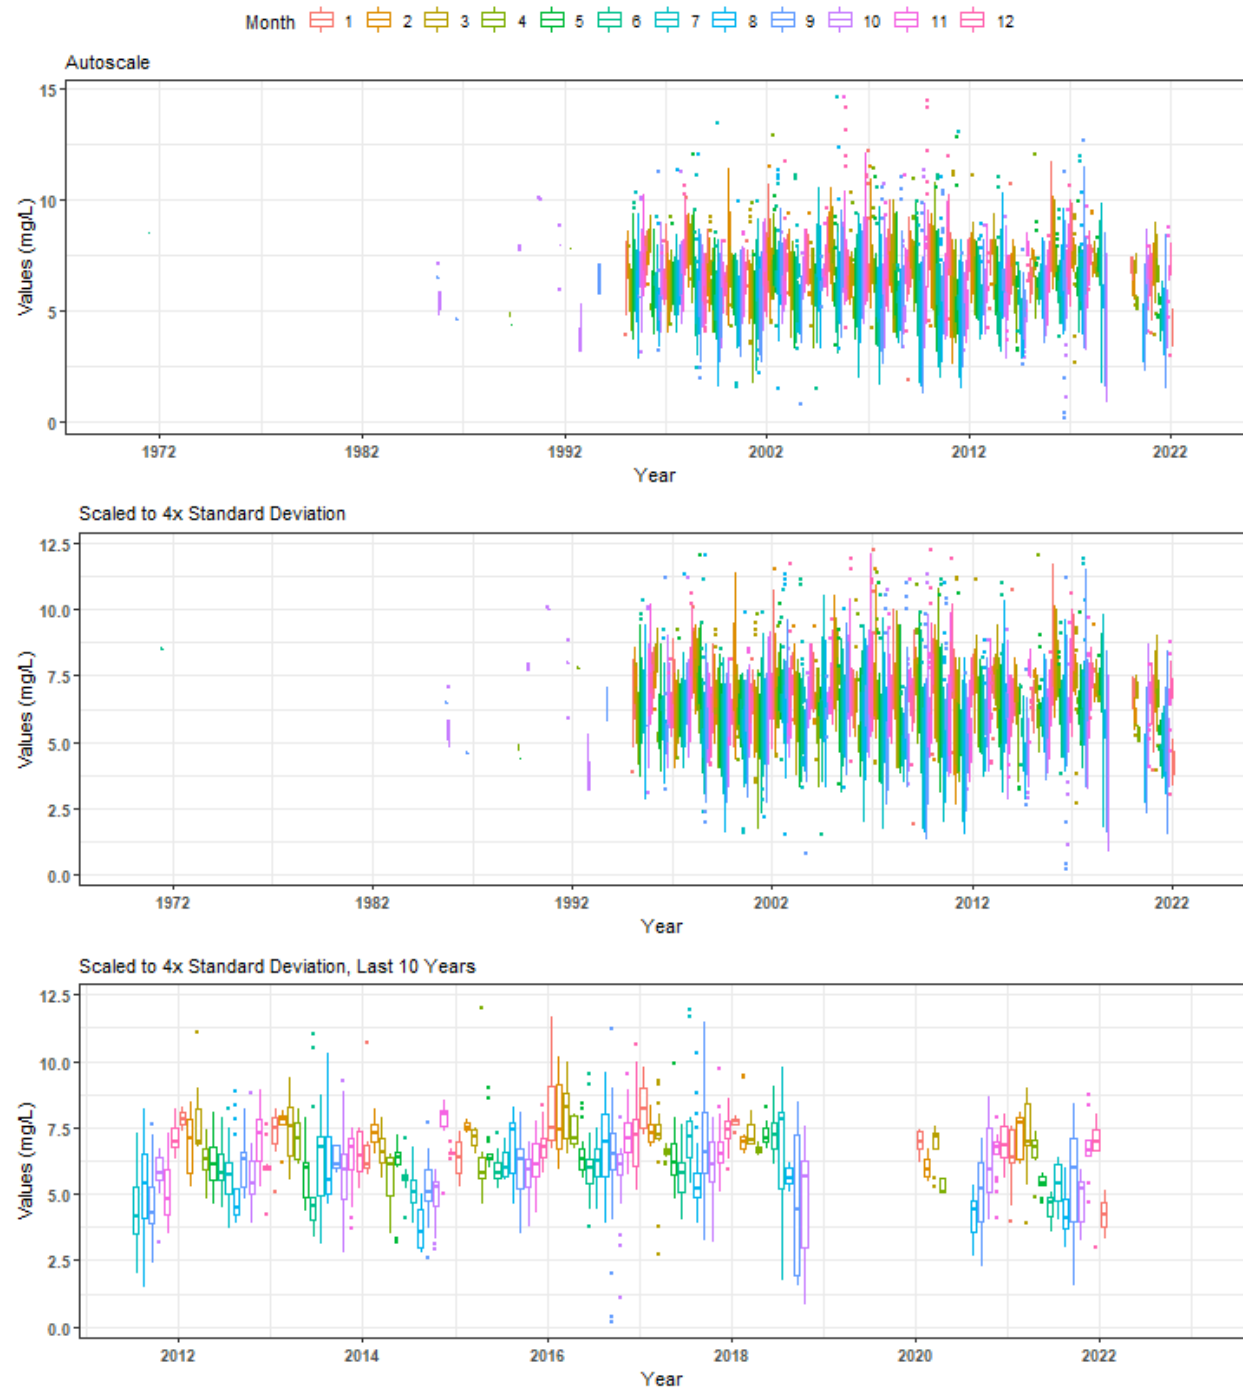 Month 1 2 3 4 5 6 7 8 9 10 11 12
Autoscale
15
10
5
0
Values (mg/L)
1972 1982 1992 2002 2012 2022
Year
Scaled to 4x Standard Deviation
12.5
10.0
7.5
5.0
2.5
0.0
Values (mg/L)
1972 1982 1992 2002 2012 2022
Year
Scaled to 4x Standard Deviation, Last 10 Years
12.5
10.0
7.5
5.0
2.5
0.0
Values (mg/L)
2012 2014 2016 2018 2020 2022
Year